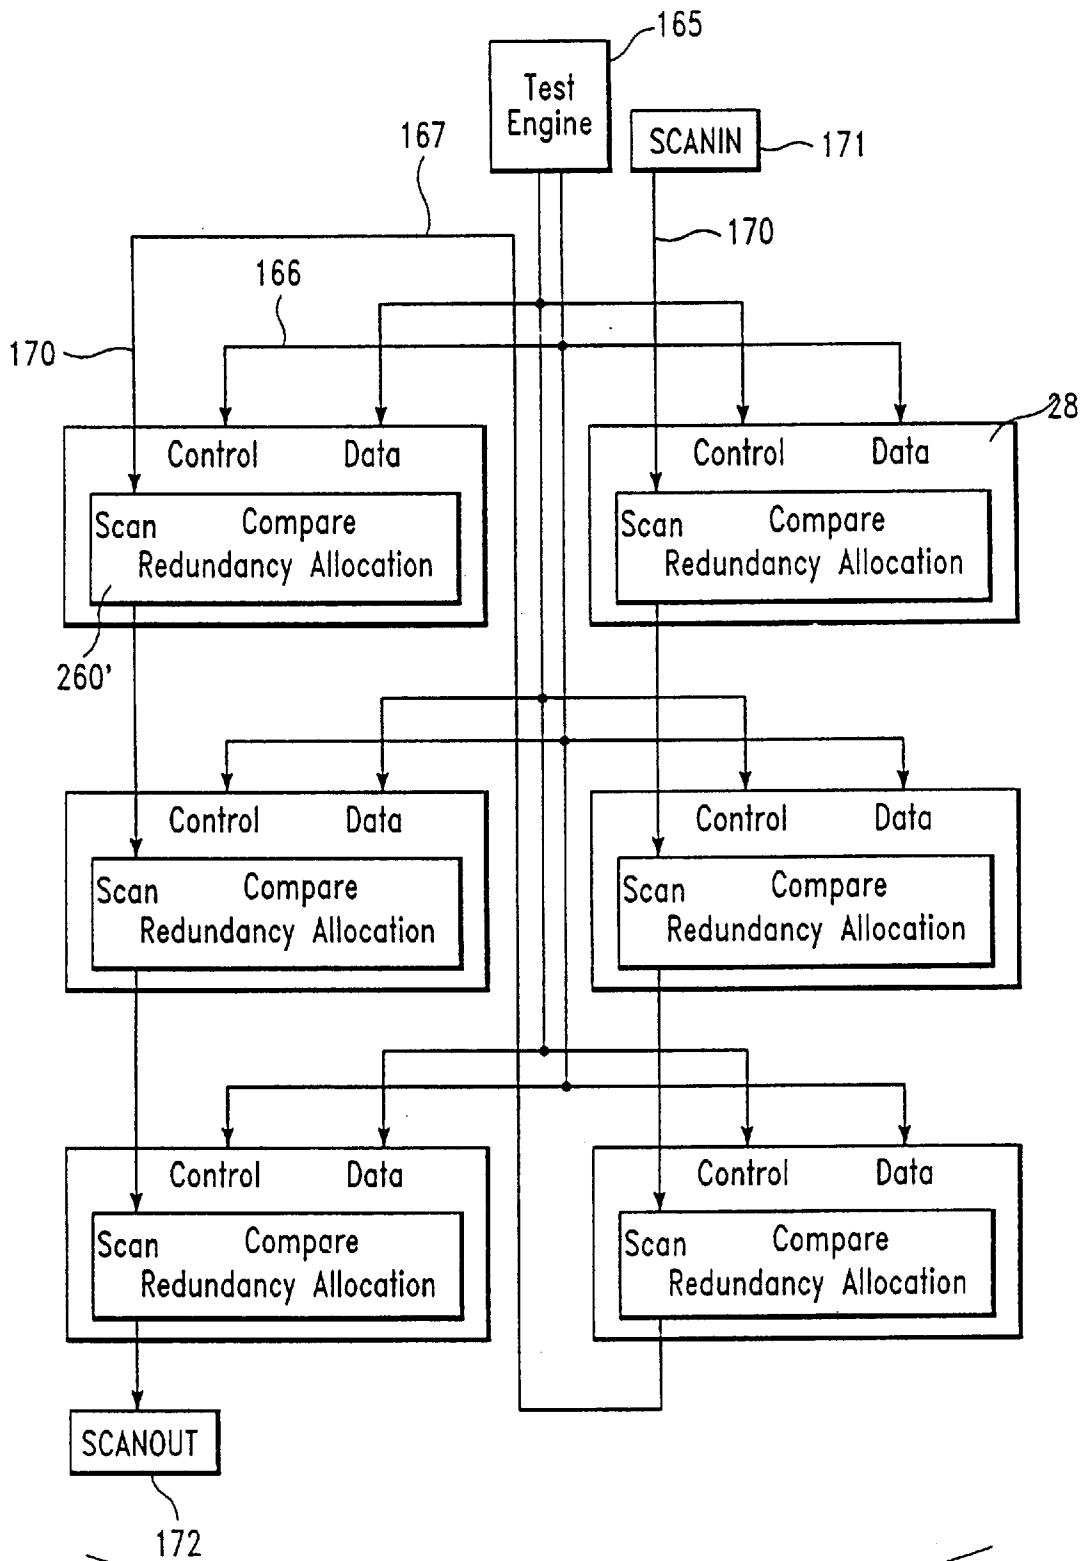 165
Test
Engine
SCANIN
171
167
170
166
170
28
Control Data
Control Data
Scan Compare
Redundancy Allocation
Scan Compare
Redundancy Allocation
260'
Control Data
Control Data
Scan Compare
Redundancy Allocation
Scan Compare
Redundancy Allocation
Control Data
Control Data
Scan Compare
Redundancy Allocation
Scan Compare
Redundancy Allocation
SCANOUT
172